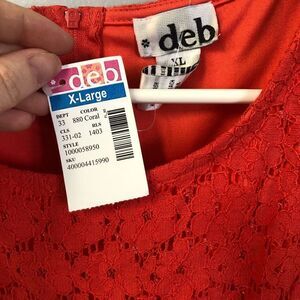 deb
XL
deb
X-Large
DEPT COLOR
33 880 Coral
CLS RLS
331-02 1403
STYLE
1000058950
SKU
400004415990